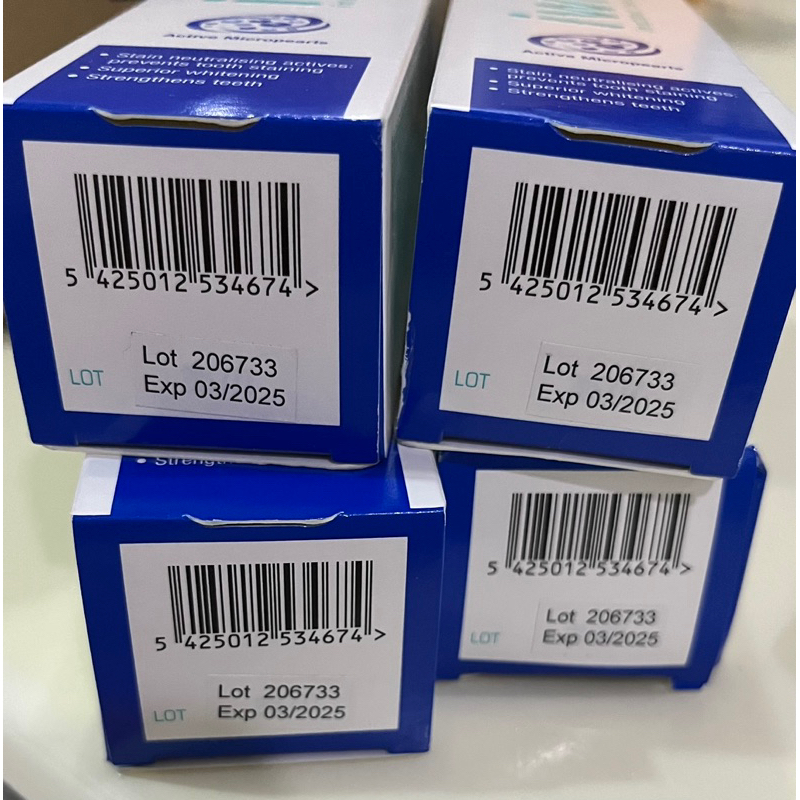 Active Micropearls
• Stain neutralising actives:
prevents tooth staining
• Superior whitening
• Strengthens teeth
5 425012 534674 >
LOT
Lot 206733
Exp 03/2025
Active Micropearls
• Stain neutralising actives:
prevents tooth staining
• Superior whitening
• Strengthens teeth
5 425012 534674 >
LOT
Lot 206733
Exp 03/2025
5 425012 534674 >
LOT
Lot 206733
Exp 03/2025
5 425012 534674 >
LOT
Lot 206733
Exp 03/2025